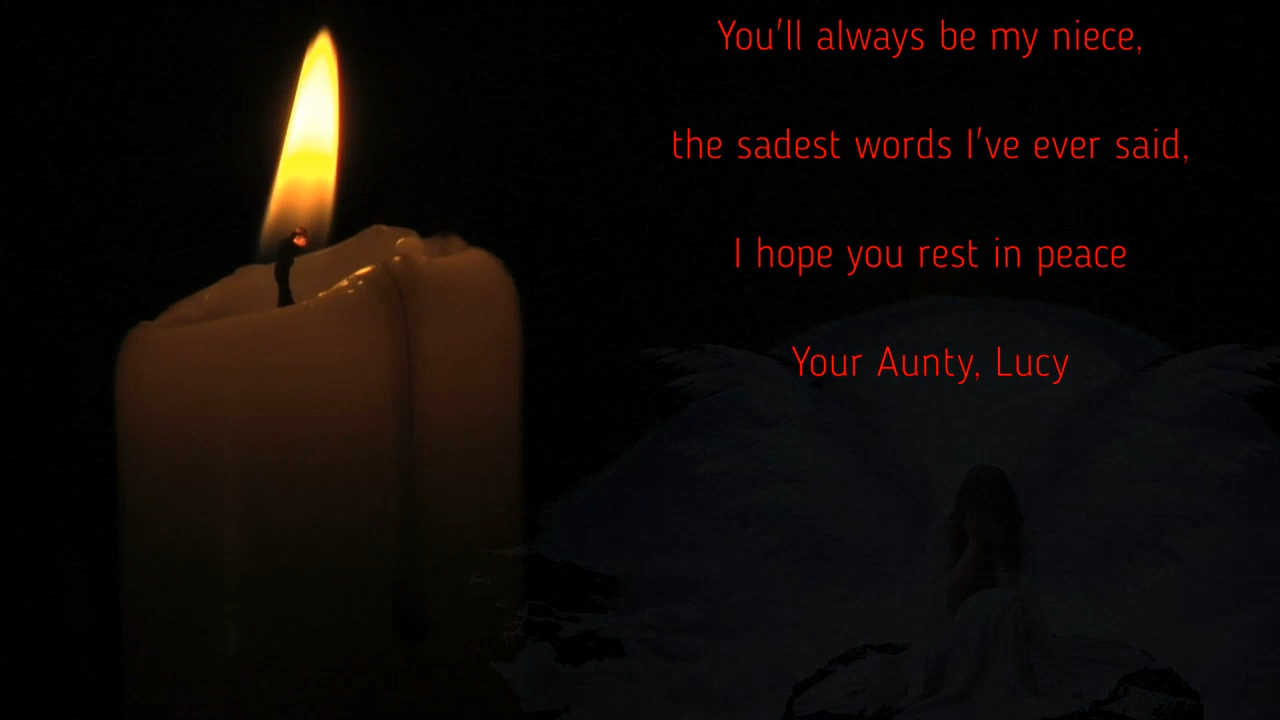 You'll always be my niece,
the sadest words I've ever said,
I hope you rest in peace
Your Aunty, Lucy